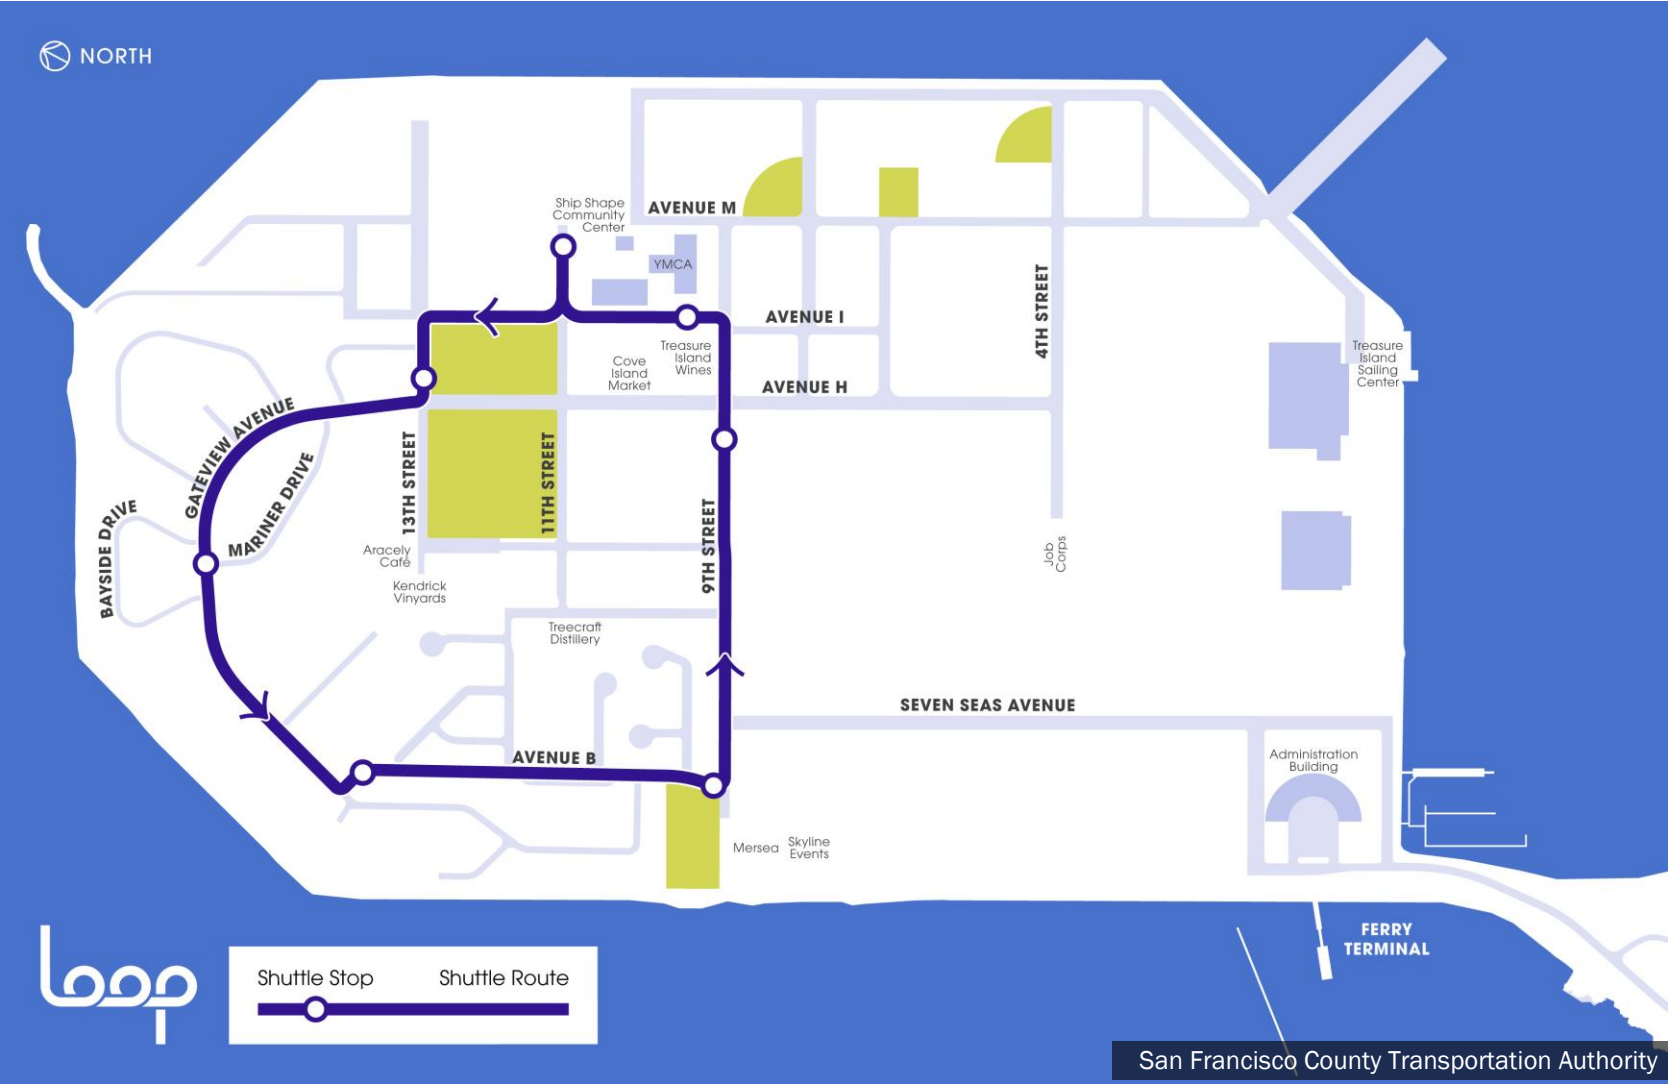 NORTH
Ship Shape
Community
Center
AVENUE M
YMCA
AVENUE I
4TH STREET
Treasure
Island
Wines
Cove
Island
Market
AVENUE H
Treasure
Island
Sailing
Center
GATEVIEW AVENUE
MARINER DRIVE
BAYSIDE DRIVE
13TH STREET
11TH STREET
9TH STREET
Aracely
Café
Kendrick
Vinyards
Job
Corps
Treecraft
Distillery
SEVEN SEAS AVENUE
AVENUE B
Administration
Building
Mersea
Skyline
Events
FERRY
TERMINAL
Loop
Shuttle Stop
Shuttle Route
San Francisco County Transportation Authority